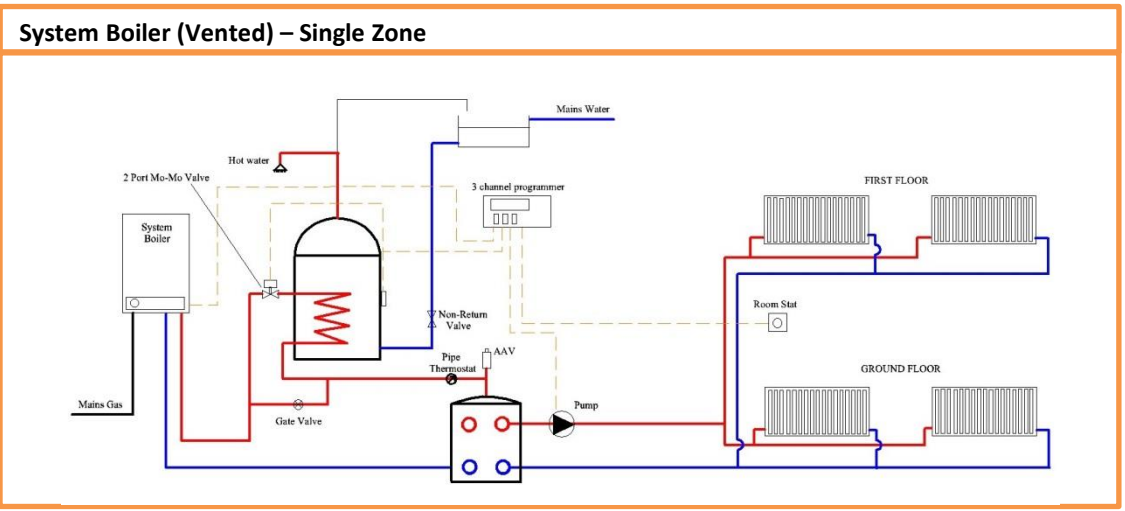 System Boiler (Vented) – Single Zone
Mains Water
Hot water
2 Port Mo-Mo Valve
3 channel programmer
FIRST FLOOR
System
Boiler
Room Stat
Non-Return
Valve
Pipe
Thermostat
AAV
GROUND FLOOR
Mains Gas
Gate Valve
Pump